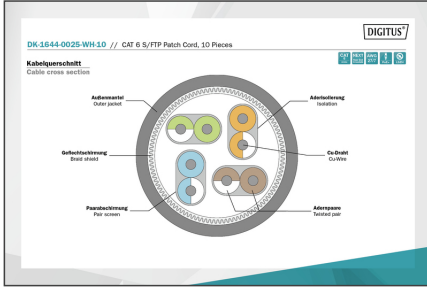 DIGITUS®
DK-1644-0025-WH-10 // CAT 6 S/FTP Patch Cord, 10 Pieces
Kabelquerschnitt
Cable cross section
Außenmantel
Outer jacket
Aderisolierung
Isolation
Geflechtschirmung
Braid shield
Cu-Draht
Cu-Wire
Paarabschirmung
Pair screen
Adernpaare
Twisted pair